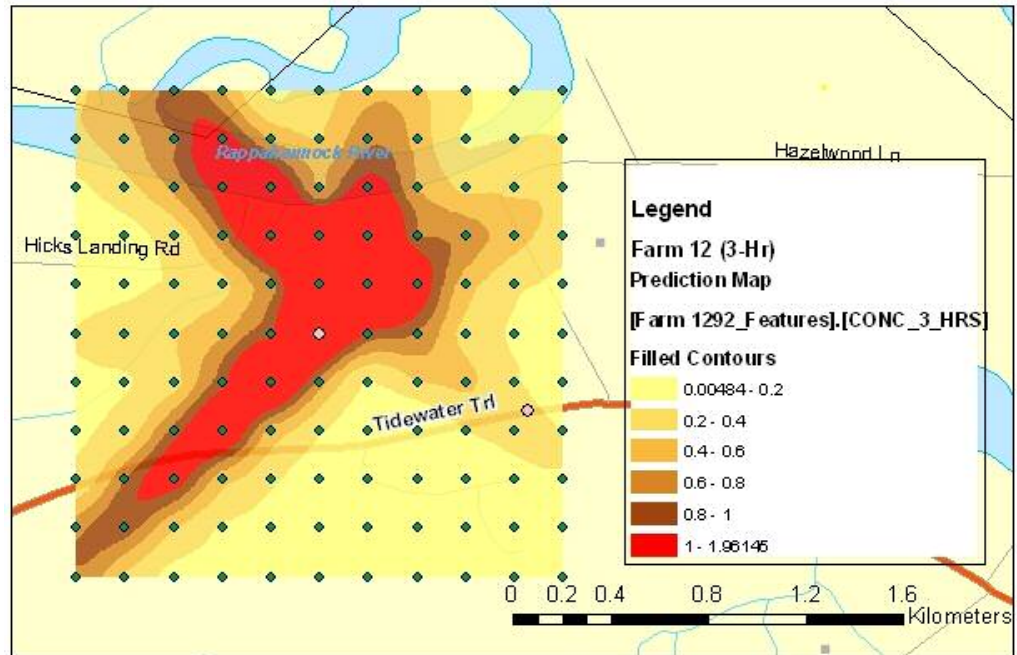 Rappahannock River
Hazelwood Ln
Hicks Landing Rd
Tidewater Trl
Legend
Farm 12 (3-Hr)
Prediction Map
[Farm 1292_Features].[CONC_3_HRS]
Filled Contours
0.00484 - 0.2
0.2 - 0.4
0.4 - 0.6
0.6 - 0.8
0.8 - 1
1 - 1.96145
0 0.2 0.4 0.8 1.2 1.6
Kilometers